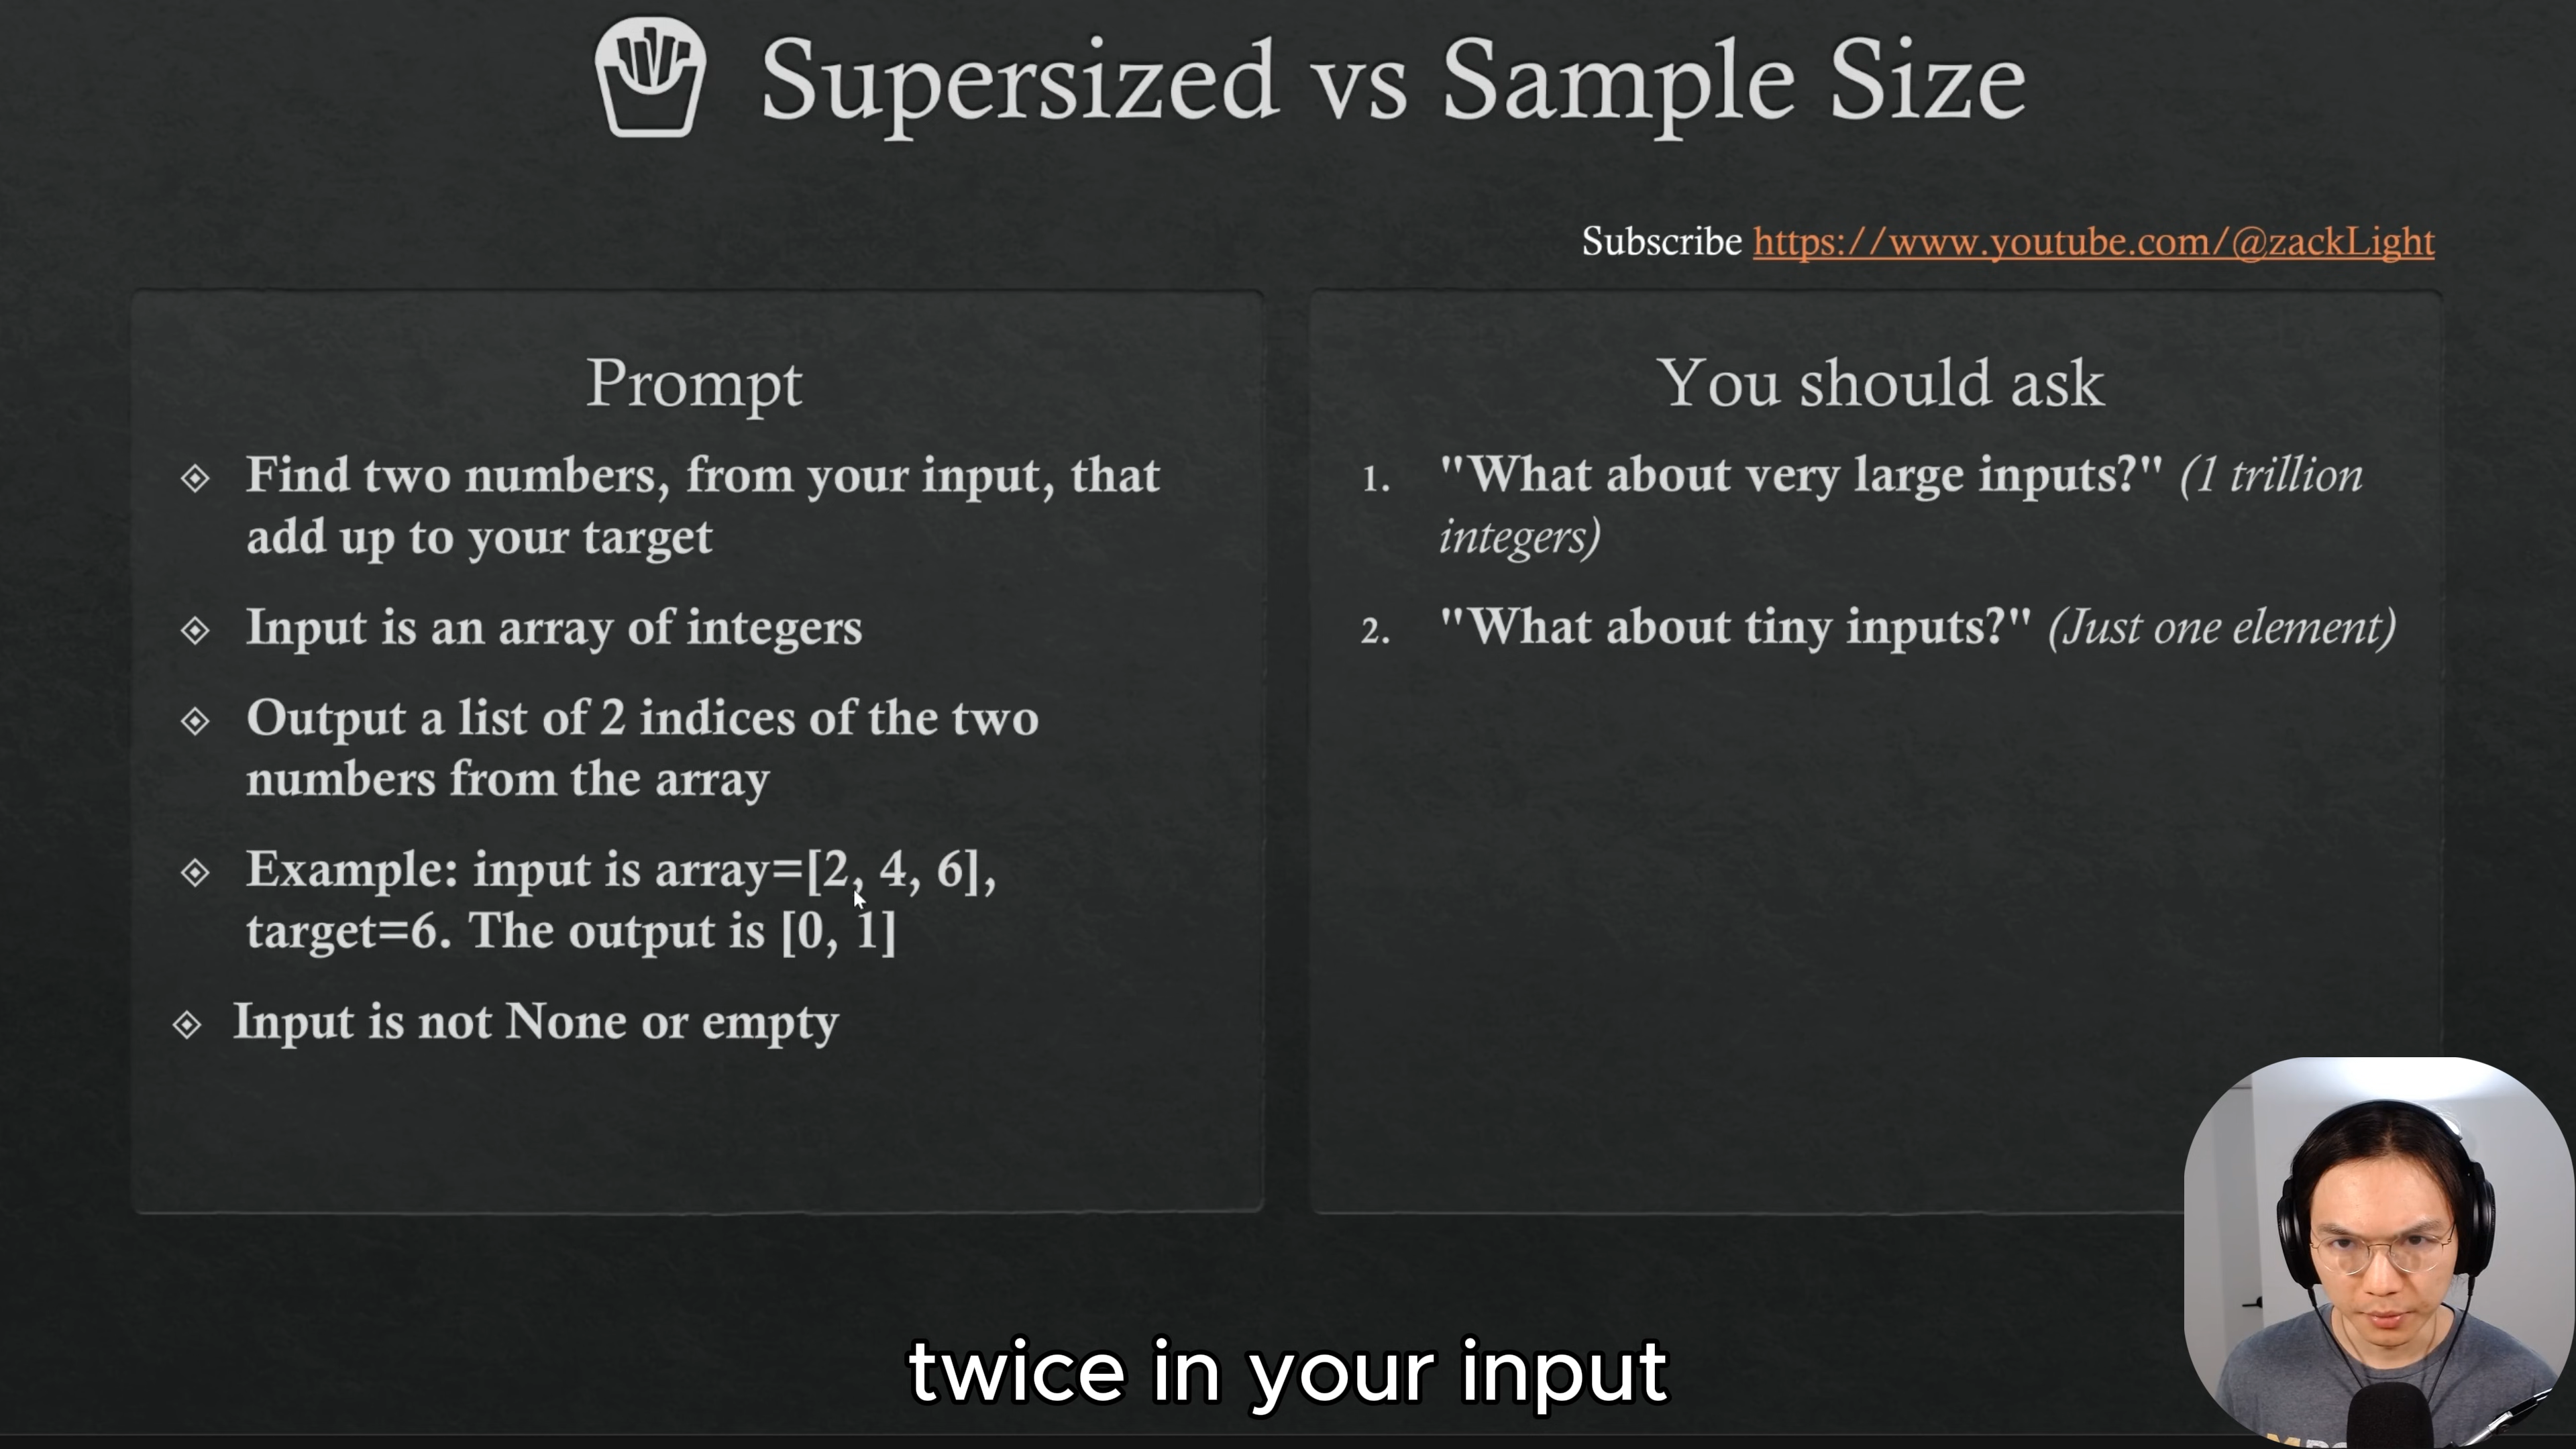 Supersized vs Sample Size
Subscribe https://www.youtube.com/@zackLight
Prompt
Find two numbers, from your input, that
add up to your target
Input is an array of integers
Output a list of 2 indices of the two
numbers from the array
Example: input is array=[2, 4, 6],
target=6. The output is [0, 1]
Input is not None or empty
You should ask
1. "What about very large inputs?" (1 trillion
integers)
2. "What about tiny inputs?" (Just one element)
twice in your input